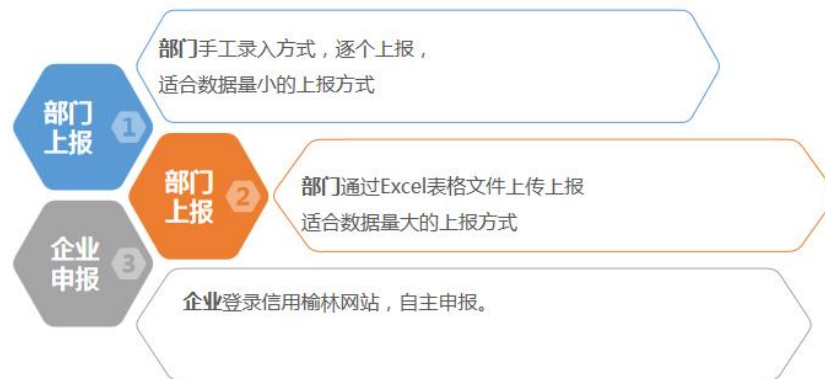 部门
上报
1
部门手工录入方式，逐个上报，
适合数据量小的上报方式
部门
上报
2
部门通过Excel表格文件上传上报
适合数据量大的上报方式
企业
申报
3
企业登录信用榆林网站，自主申报。